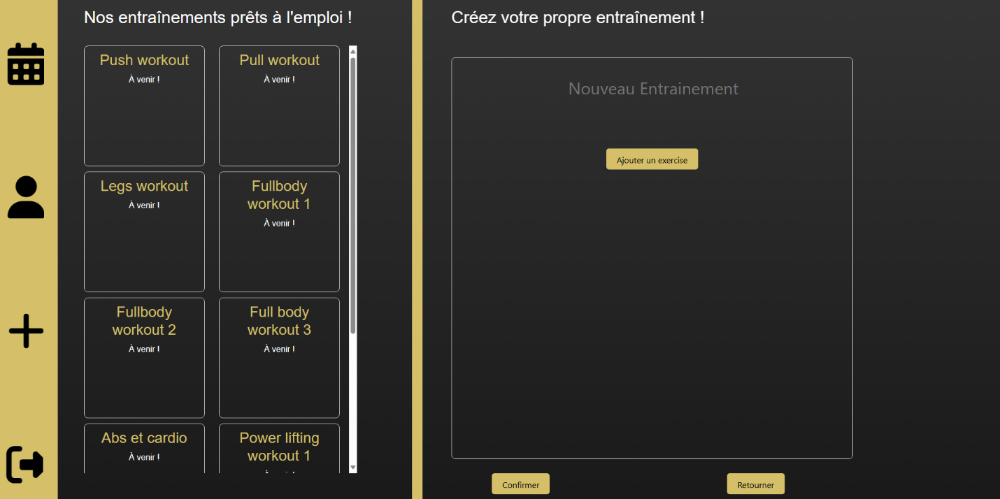 Nos entraînements prêts à l'emploi !
Push workout
À venir !
Pull workout
À venir !
Legs workout
À venir !
Fullbody
workout 1
À venir !
Fullbody
workout 2
À venir !
Full body
workout 3
À venir !
Abs et cardio
À venir !
Power lifting
workout 1
Créez votre propre entraînement !
Nouveau Entrainement
Ajouter un exercise
Confirmer
Retourner